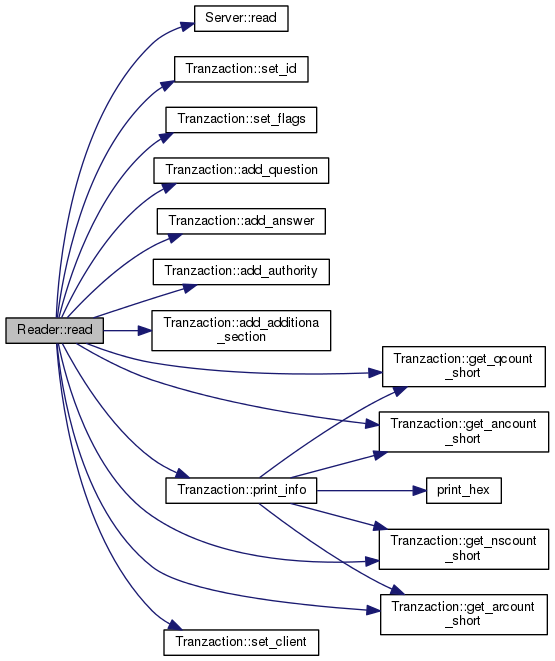 Server::read
Tranzaction::set_id
Tranzaction::set_flags
Tranzaction::add_question
Tranzaction::add_answer
Tranzaction::add_authority
Reader::read
Tranzaction::add_additiona
_section
Tranzaction::get_qcount
_short
Tranzaction::get_ancount
_short
Tranzaction::print_info
print_hex
Tranzaction::get_nscount
_short
Tranzaction::get_arcount
_short
Tranzaction::set_client